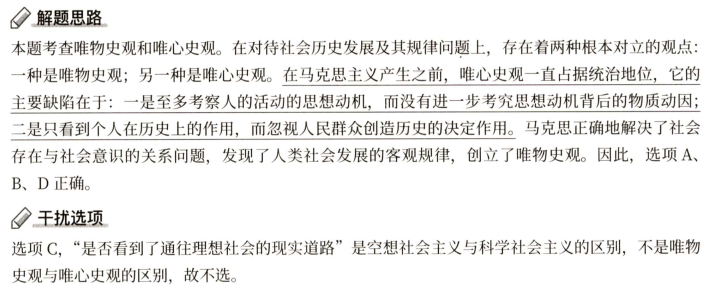 解题思路
本题考查唯物史观和唯心史观。在对待社会历史发展及其规律问题上，存在着两种根本对立的观点：
一种是唯物史观；另一种是唯心史观。在马克思主义产生之前，唯心史观一直占据统治地位，它的
主要缺陷在于：一是至多考察人的活动的思想动机，而没有进一步考究思想动机背后的物质动因；
二是只看到个人在历史上的作用，而忽视人民群众创造历史的决定作用。马克思正确地解决了社会
存在与社会意识的关系问题，发现了人类社会发展的客观规律，创立了唯物史观。因此，选项 A、
B、D 正确。
干扰选项
选项 C，“是否看到了通往理想社会的现实道路”是空想社会主义与科学社会主义的区别，不是唯物
史观与唯心史观的区别，故不选。